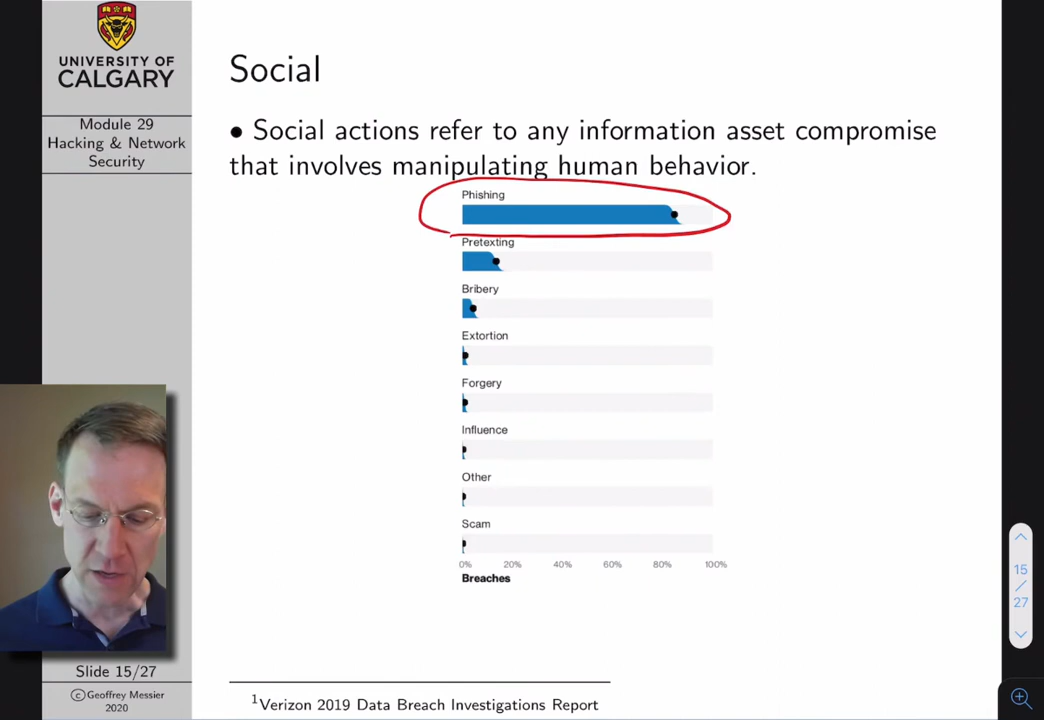 UNIVERSITY OF
CALGARY
Module 29
Hacking & Network
Security
Slide 15/27
©Geoffrey Messier
2020
Social
• Social actions refer to any information asset compromise
that involves manipulating human behavior.
Phishing
Pretexting
Bribery
Extortion
Forgery
Influence
Other
Scam
0% 20% 40% 60% 80% 100%
Breaches
1Verizon 2019 Data Breach Investigations Report
15
/
27